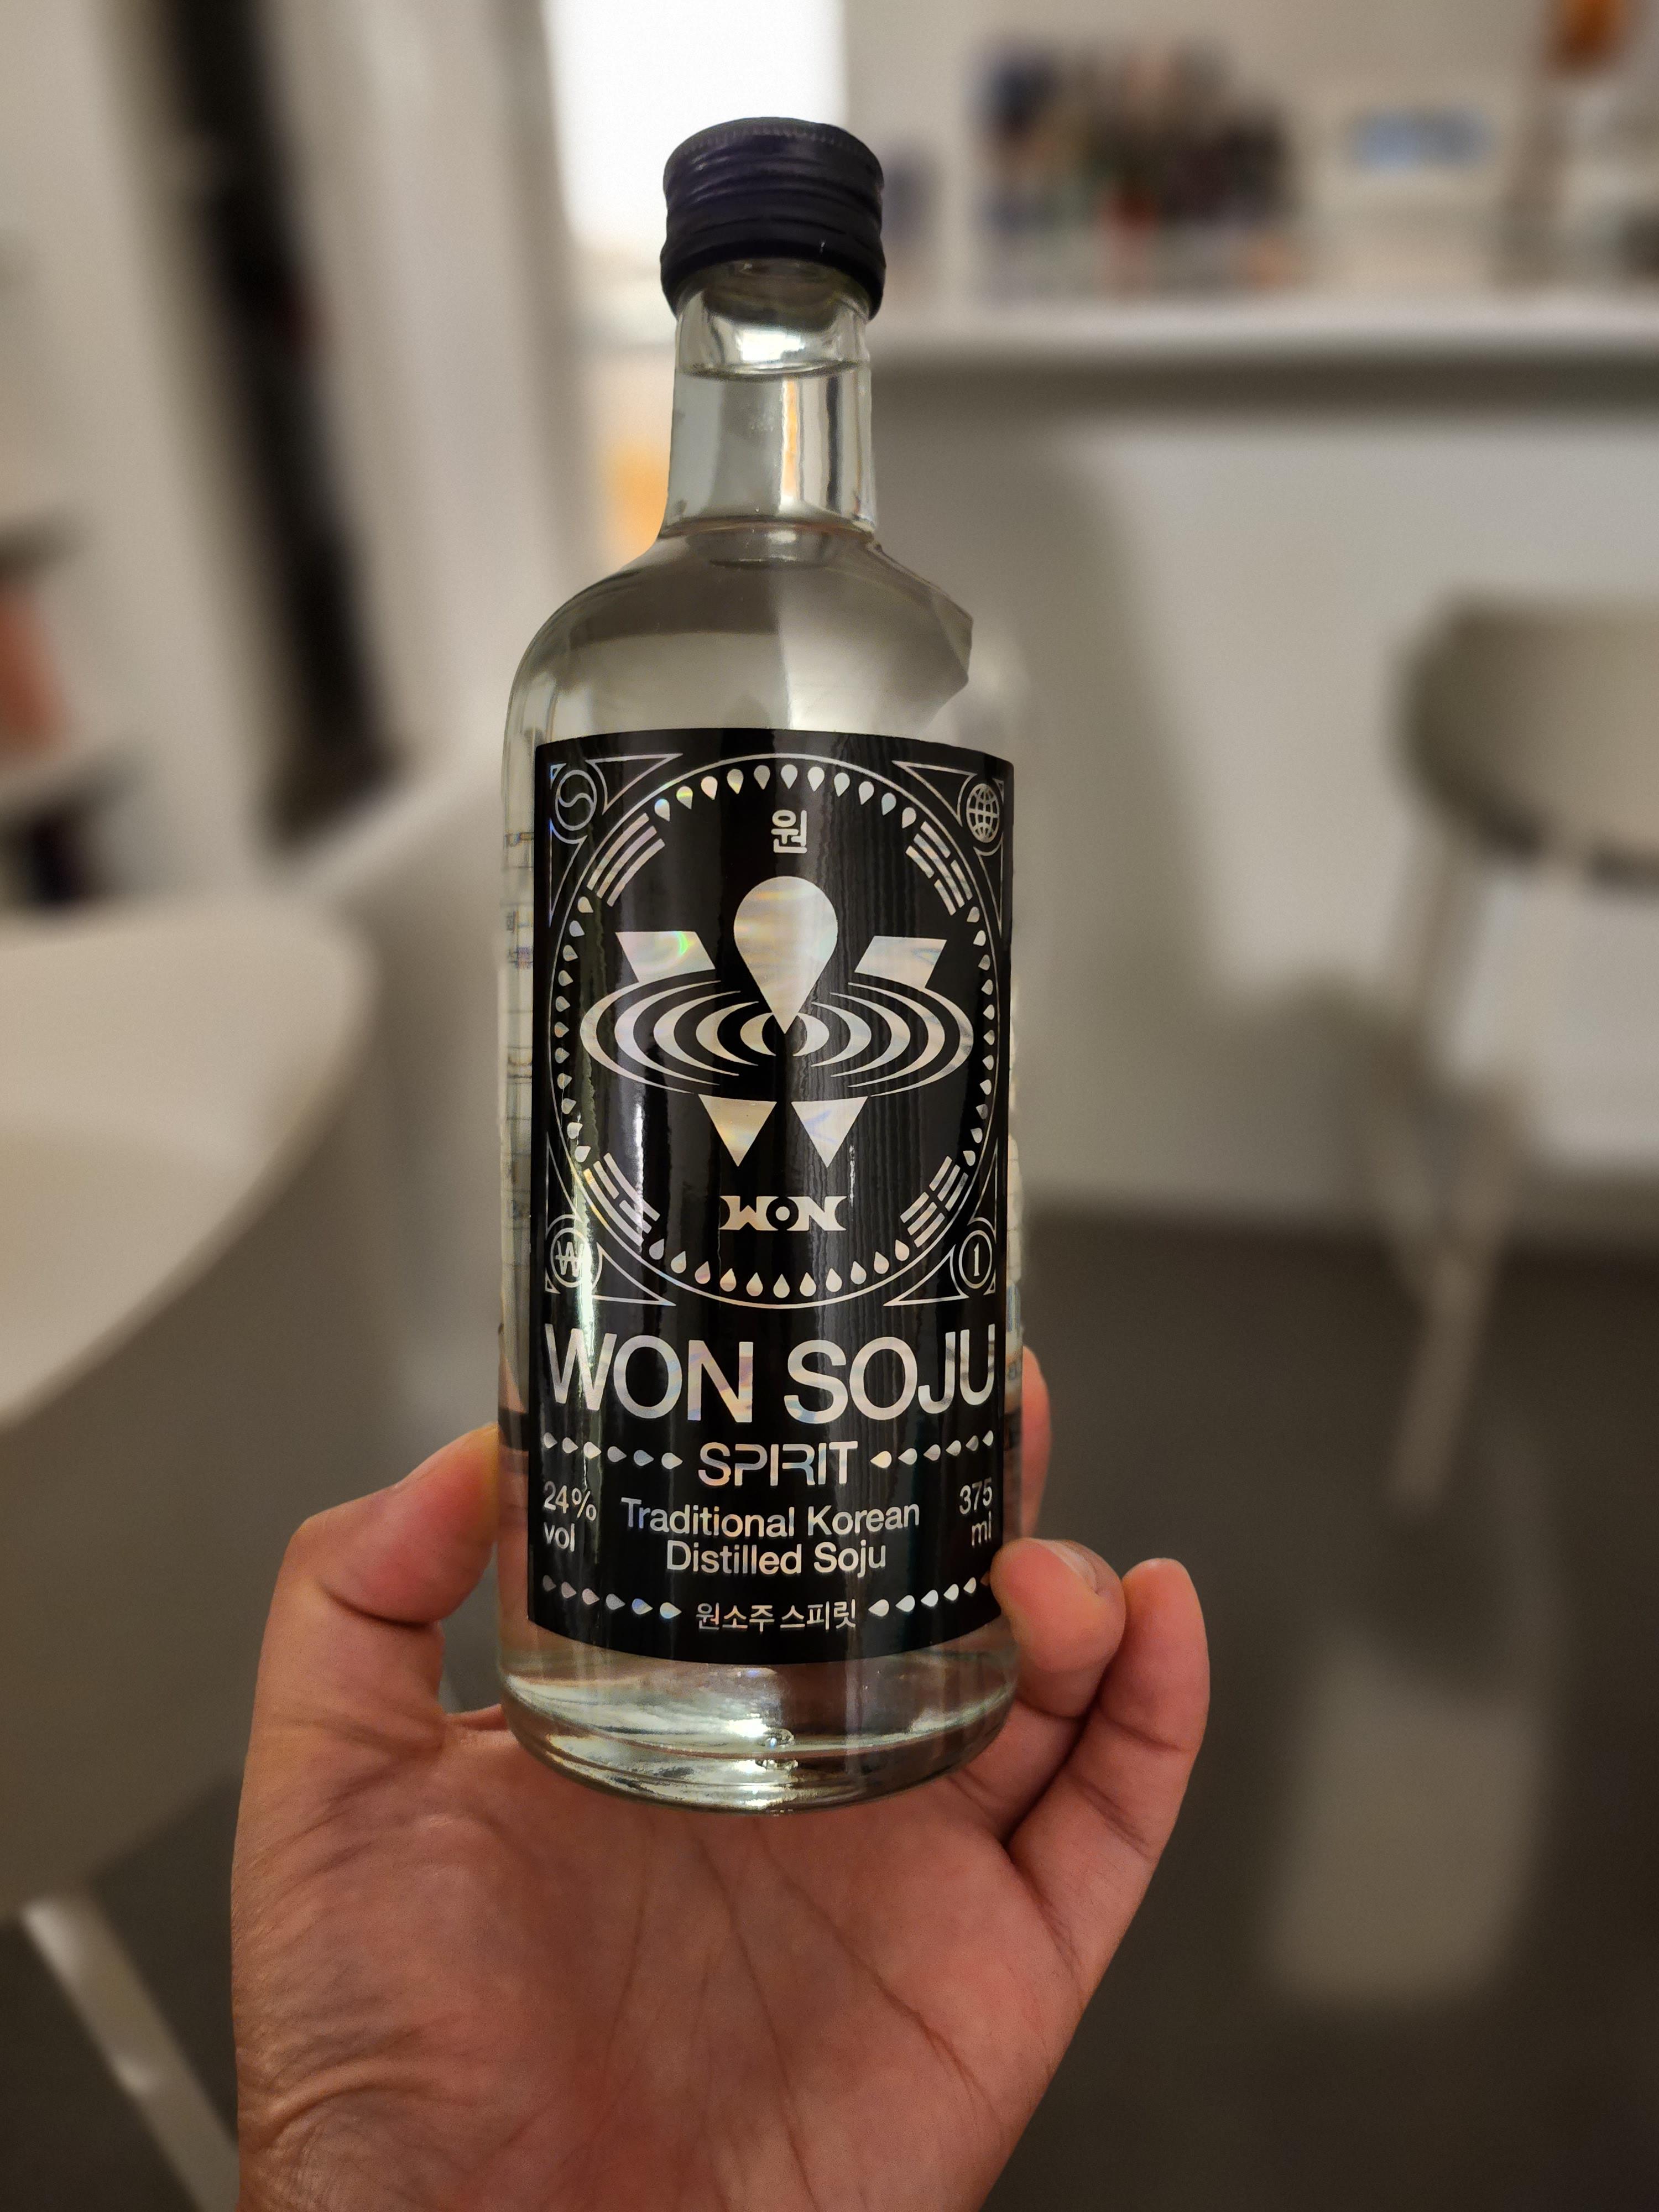 원
WON
₩
1
WON SOJU
SPIRIT
24% vol
Traditional Korean
Distilled Soju
375 ml
원소주 스피릿